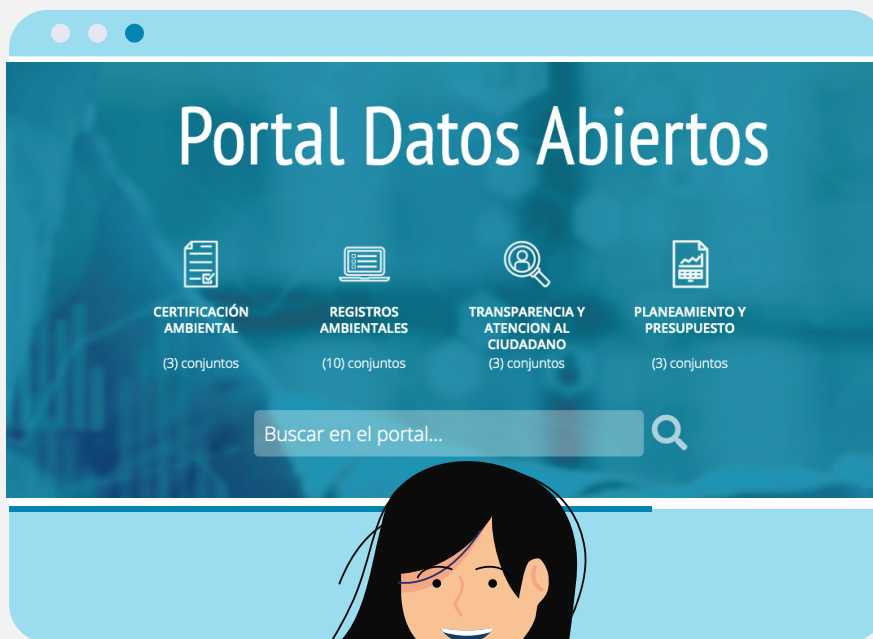 Portal Datos Abiertos
CERTIFICACIÓN
AMBIENTAL
(3) conjuntos
REGISTROS
AMBIENTALES
(10) conjuntos
TRANSPARENCIA Y
ATENCION AL
CIUDADANO
(3) conjuntos
PLANEAMIENTO Y
PRESUPUESTO
(3) conjuntos
Buscar en el portal...